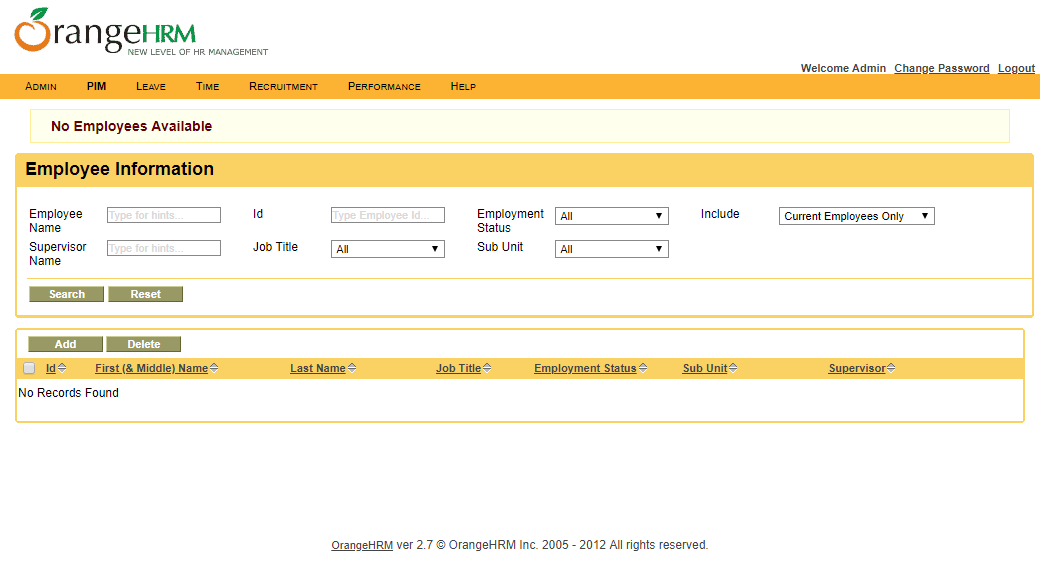 OrangeHRM
NEW LEVEL OF HR MANAGEMENT
Welcome Admin Change Password Logout
ADMIN PIM LEAVE TIME RECRUITMENT PERFORMANCE HELP
No Employees Available
Employee Information
Employee Name Type for hints... Id Type Employee Id... Employment Status All Include Current Employees Only
Supervisor Name Type for hints... Job Title All Sub Unit All
Search Reset
Add Delete
Id First (& Middle) Name Last Name Job Title Employment Status Sub Unit Supervisor
No Records Found
OrangeHRM ver 2.7 © OrangeHRM Inc. 2005 - 2012 All rights reserved.